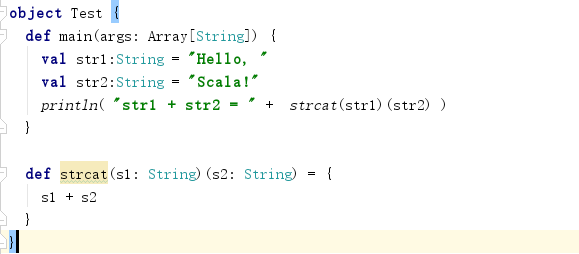 object Test {
  def main(args: Array[String]) {
    val str1:String = "Hello, "
    val str2:String = "Scala!"
    println( "str1 + str2 = " +  strcat(str1)(str2) )
  }

  def strcat(s1: String)(s2: String) = {
    s1 + s2
  }
}